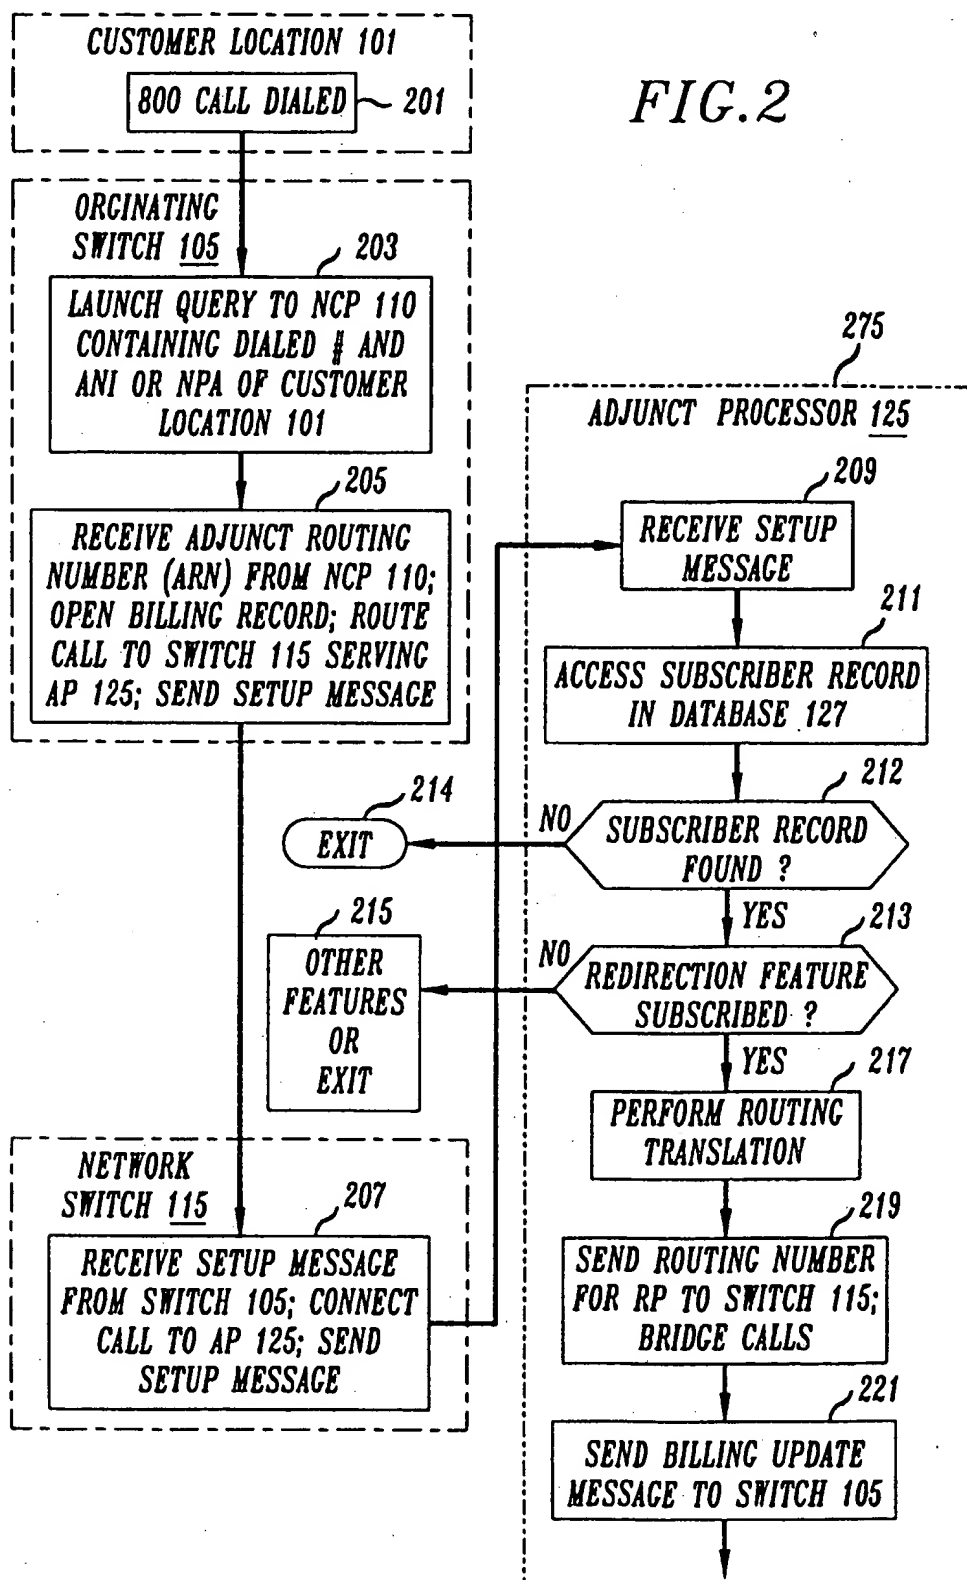 CUSTOMER LOCATION 101
800 CALL DIALED
201
FIG.2
ORGINATING
SWITCH 105
203
LAUNCH QUERY TO NCP 110
CONTAINING DIALED # AND
ANI OR NPA OF CUSTOMER
LOCATION 101
205
RECEIVE ADJUNCT ROUTING
NUMBER (ARN) FROM NCP 110;
OPEN BILLING RECORD; ROUTE
CALL TO SWITCH 115 SERVING
AP 125; SEND SETUP MESSAGE
275
ADJUNCT PROCESSOR 125
209
RECEIVE SETUP
MESSAGE
211
ACCESS SUBSCRIBER RECORD
IN DATABASE 127
212
SUBSCRIBER RECORD
FOUND ?
NO
214
EXIT
YES
213
REDIRECTION FEATURE
SUBSCRIBED ?
NO
215
OTHER
FEATURES
OR
EXIT
YES
217
PERFORM ROUTING
TRANSLATION
NETWORK
SWITCH 115
207
RECEIVE SETUP MESSAGE
FROM SWITCH 105; CONNECT
CALL TO AP 125; SEND
SETUP MESSAGE
219
SEND ROUTING NUMBER
FOR RP TO SWITCH 115;
BRIDGE CALLS
221
SEND BILLING UPDATE
MESSAGE TO SWITCH 105